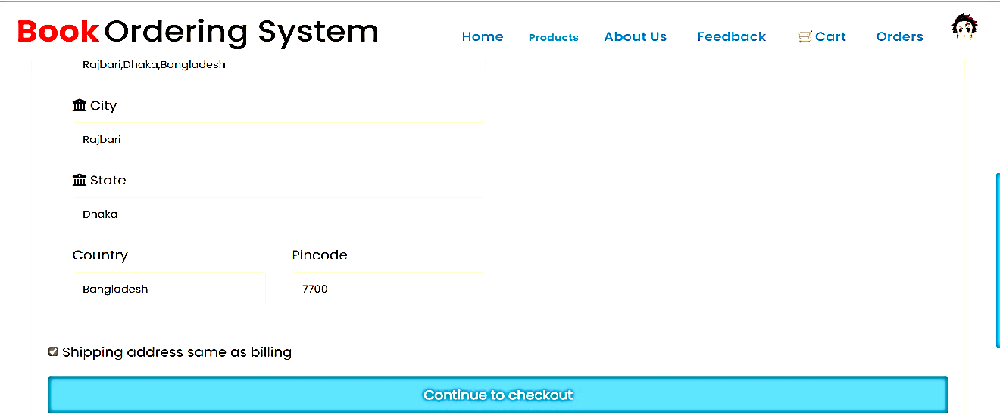 Book Ordering System
Home Products About Us Feedback Cart Orders
Rajbari,Dhaka,Bangladesh
City
Rajbari
State
Dhaka
Country Pincode
Bangladesh 7700
Shipping address same as billing
Continue to checkout